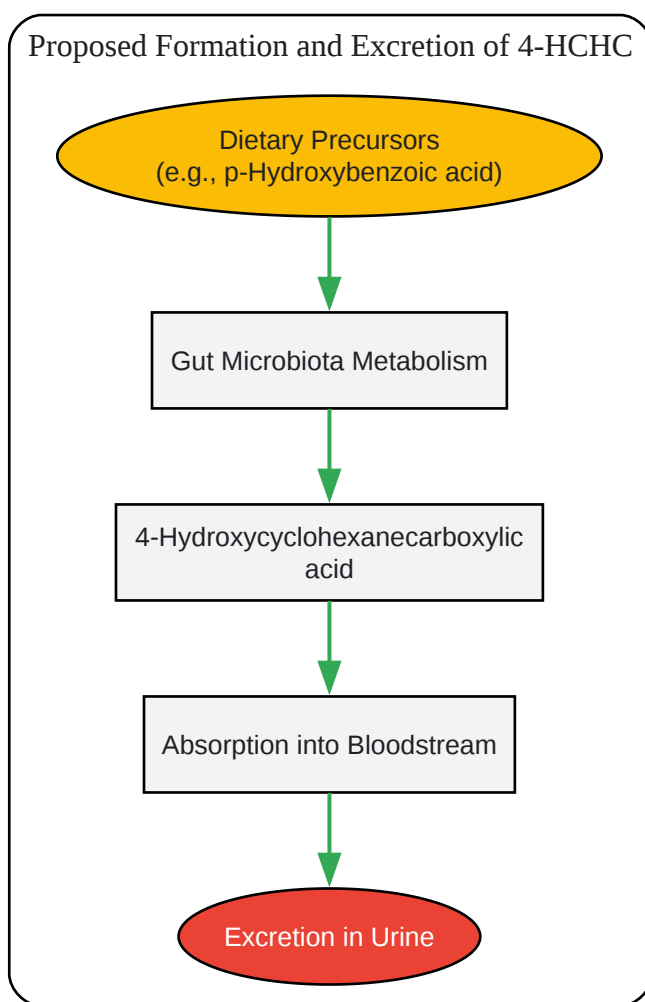 Proposed Formation and Excretion of 4-HCHC
Dietary Precursors
(e.g., p-Hydroxybenzoic acid)
Gut Microbiota Metabolism
4-Hydroxycyclohexanecarboxylic
acid
Absorption into Bloodstream
Excretion in Urine